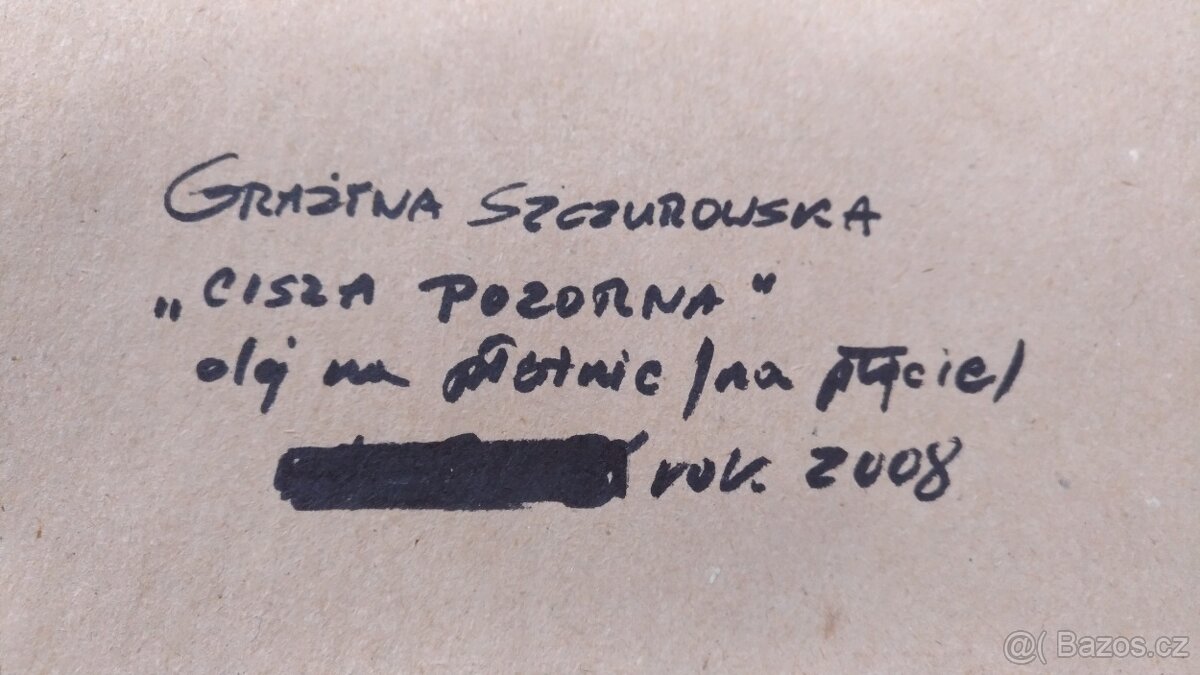 GRAŻYNA SZCZUROWSKA
„CISZA POZORNA"
olej na płótnie /na płycie/
rok. 2008
@( Bazos.cz